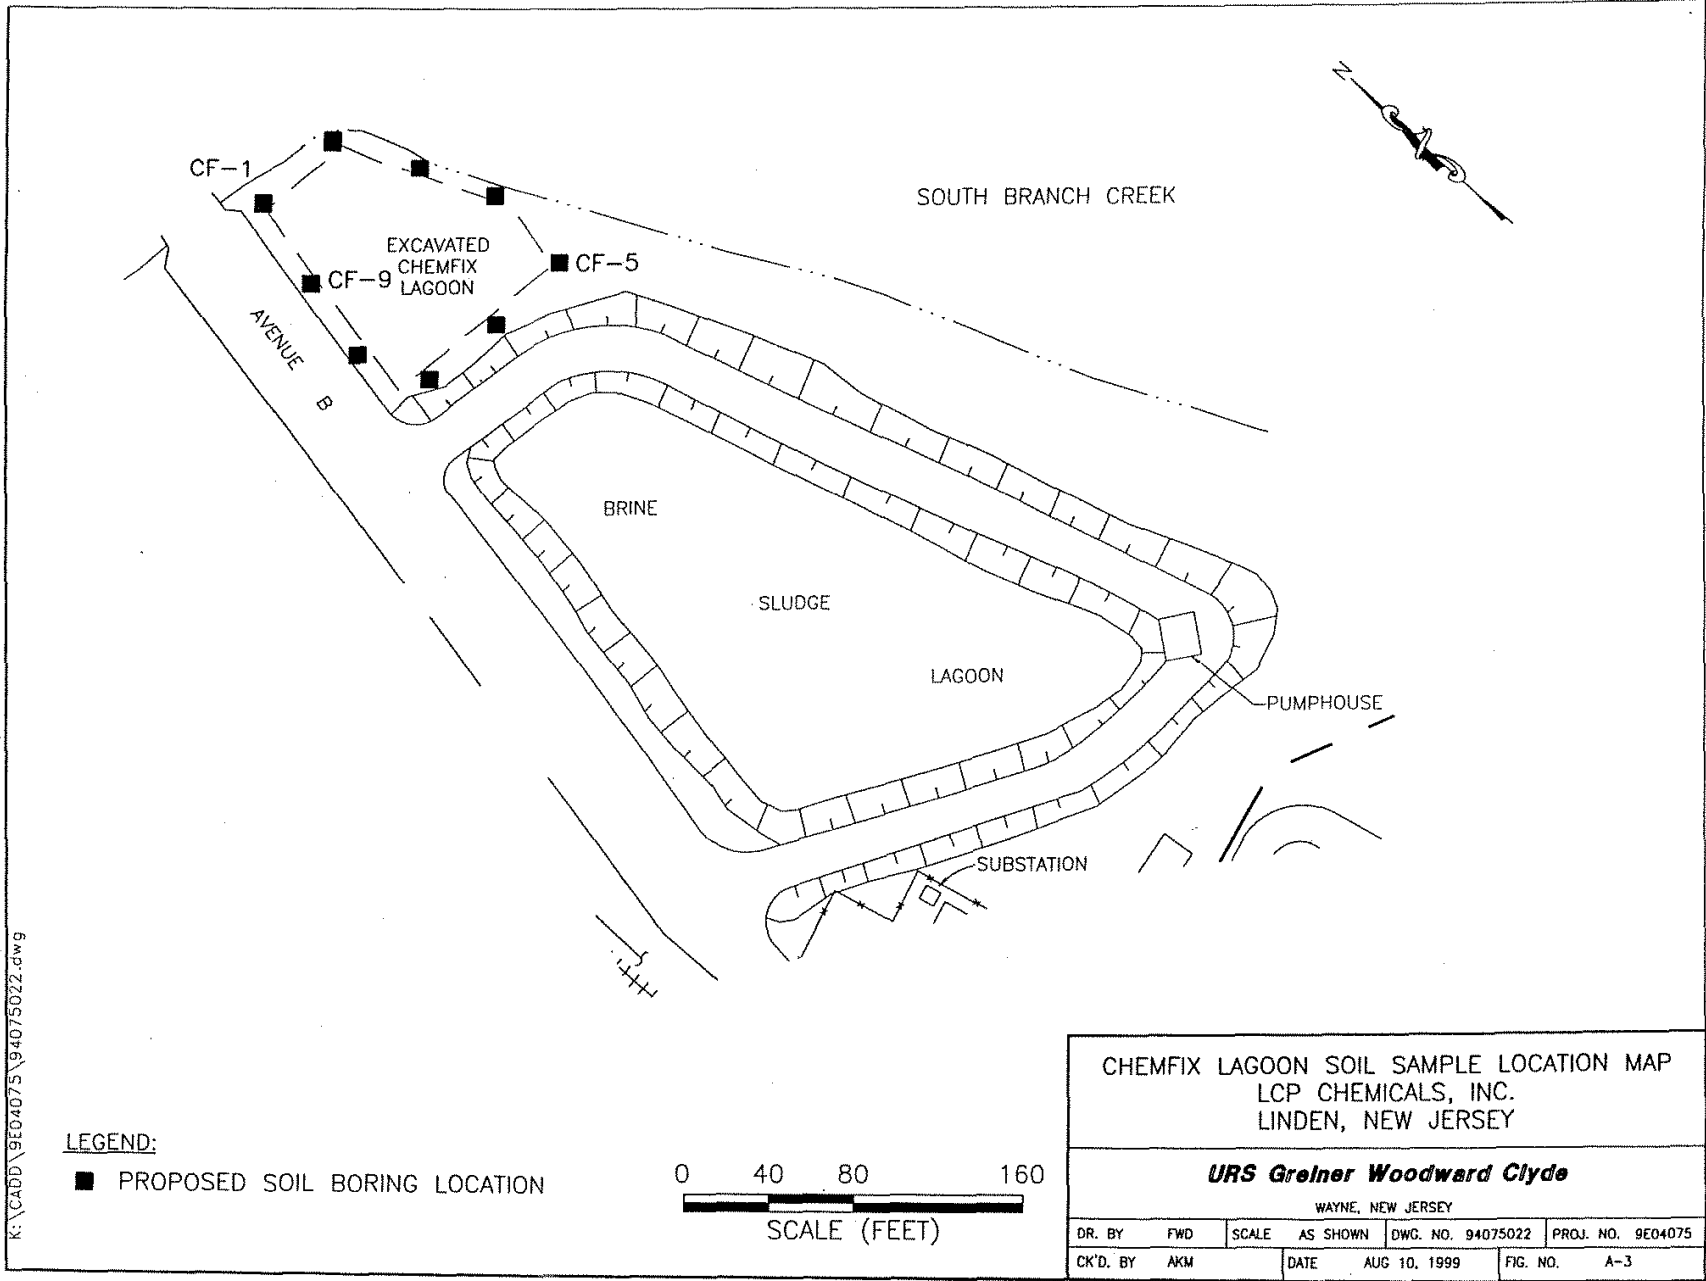 N
CF-1
SOUTH BRANCH CREEK
EXCAVATED
CHEMFIX
LAGOON
CF-5
CF-9
AVENUE B
BRINE
SLUDGE
LAGOON
PUMPHOUSE
SUBSTATION
K:\CADD\9E04075\94075022.dwg
LEGEND:
PROPOSED SOIL BORING LOCATION
0 40 80 160
SCALE (FEET)
CHEMFIX LAGOON SOIL SAMPLE LOCATION MAP
LCP CHEMICALS, INC.
LINDEN, NEW JERSEY
URS Greiner Woodward Clyde
WAYNE, NEW JERSEY
DR. BY FWD SCALE AS SHOWN DWG. NO. 94075022 PROJ. NO. 9E04075
CK'D. BY AKM DATE AUG 10, 1999 FIG. NO. A-3